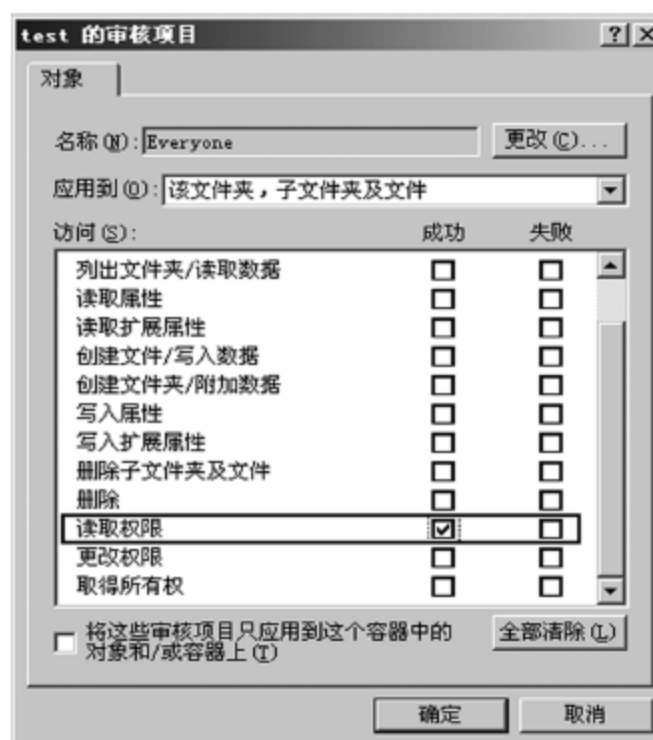 test 的审核项目
对象
名称(N): Everyone 更改(C)...
应用到(O): 该文件夹，子文件夹及文件
访问(S): 成功 失败
列出文件夹/读取数据
读取属性
读取扩展属性
创建文件/写入数据
创建文件夹/附加数据
写入属性
写入扩展属性
删除子文件夹及文件
删除
读取权限
更改权限
取得所有权
将这些审核项目只应用到这个容器中的 全部清除(L)
对象和/或容器上(T)
确定 取消